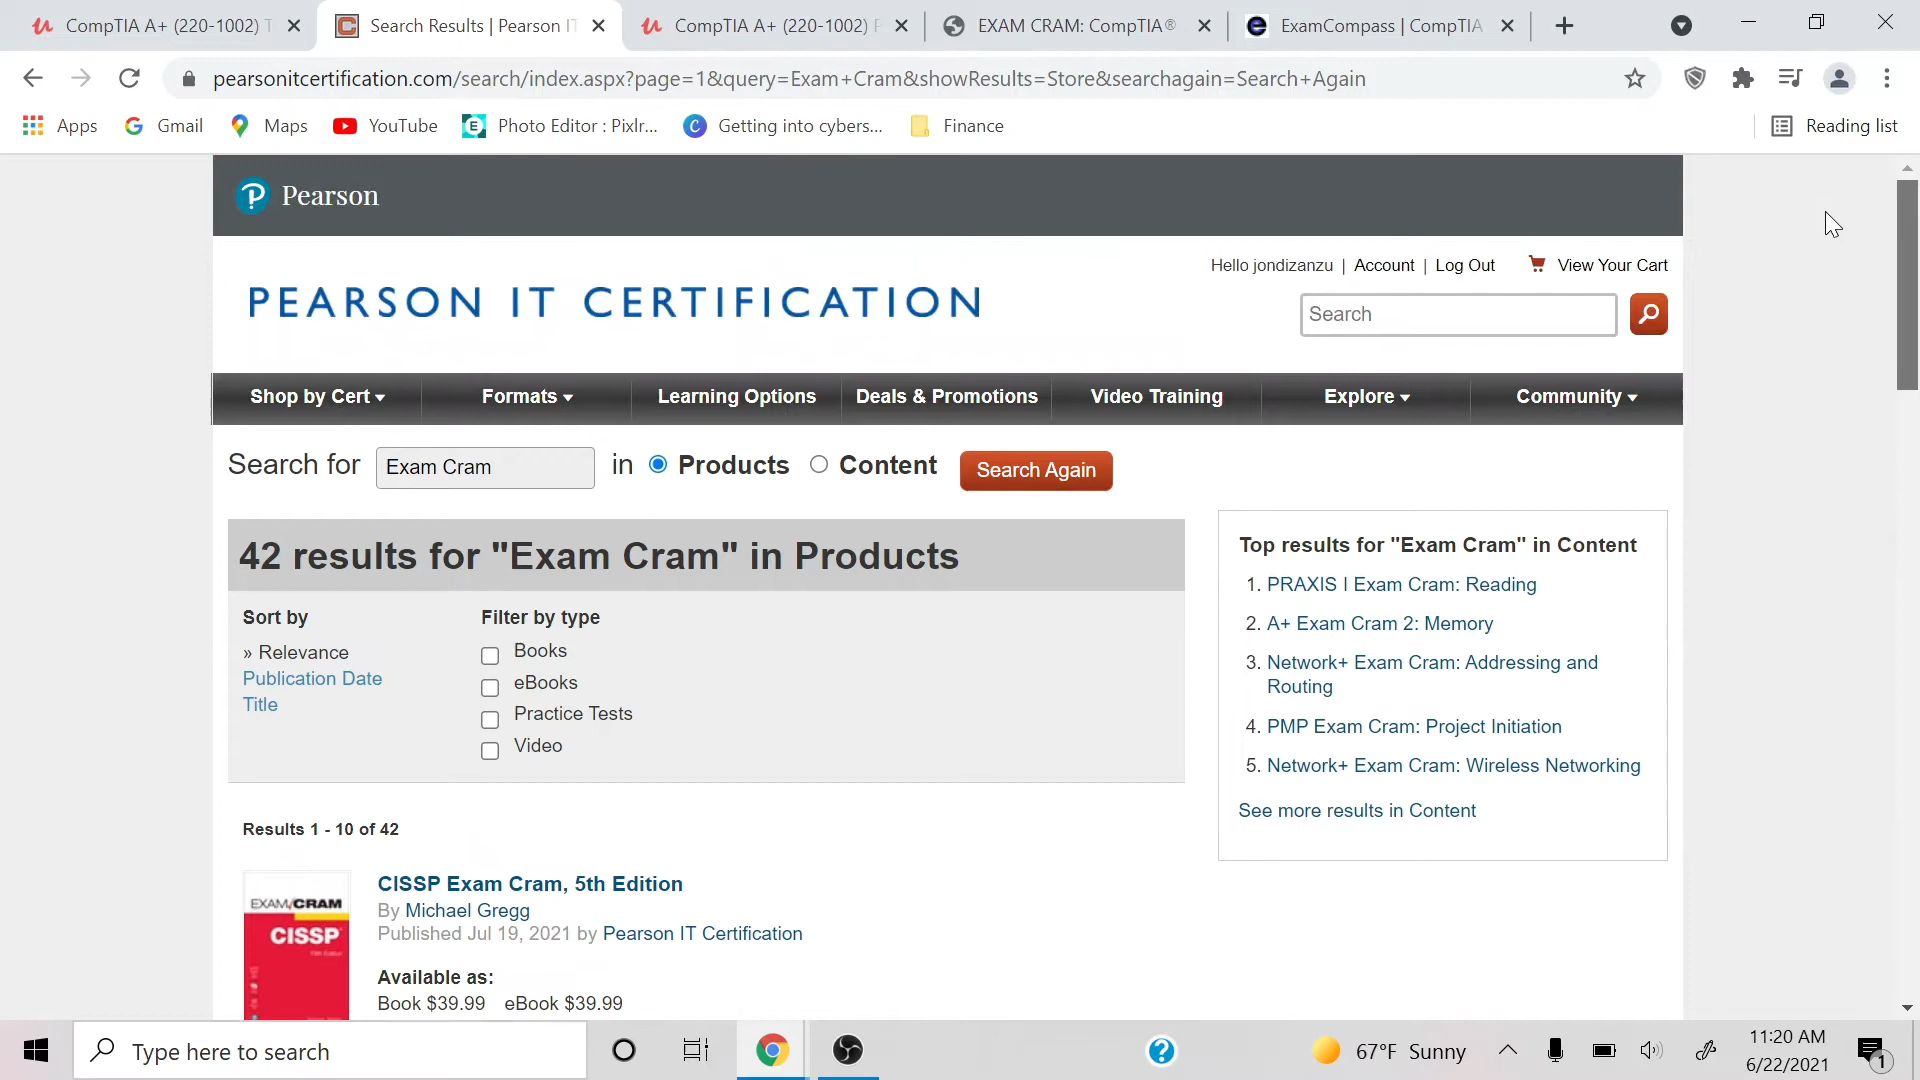 CompTIA A+ (220-1002) T
Search Results | Pearson IT
CompTIA A+ (220-1002) P
EXAM CRAM: CompTIA®
ExamCompass | CompTIA
pearsonitcertification.com/search/index.aspx?page=1&query=Exam+Cram&showResults=Store&searchagain=Search+Again
Apps
Gmail
Maps
YouTube
Photo Editor : Pixlr...
Getting into cybers...
Finance
Reading list
Pearson
Hello jondizanzu | Account | Log Out
View Your Cart
PEARSON IT CERTIFICATION
Search
Shop by Cert
Formats
Learning Options
Deals & Promotions
Video Training
Explore
Community
Search for
Exam Cram
in
Products
Content
Search Again
42 results for "Exam Cram" in Products
Sort by
» Relevance
Publication Date
Title
Filter by type
Books
eBooks
Practice Tests
Video
Top results for "Exam Cram" in Content
1. PRAXIS I Exam Cram: Reading
2. A+ Exam Cram 2: Memory
3. Network+ Exam Cram: Addressing and
Routing
4. PMP Exam Cram: Project Initiation
5. Network+ Exam Cram: Wireless Networking
See more results in Content
Results 1 - 10 of 42
EXAM/CRAM
CISSP
CISSP Exam Cram, 5th Edition
By Michael Gregg
Published Jul 19, 2021 by Pearson IT Certification
Available as:
Book $39.99 eBook $39.99
Type here to search
67°F Sunny
11:20 AM
6/22/2021
1